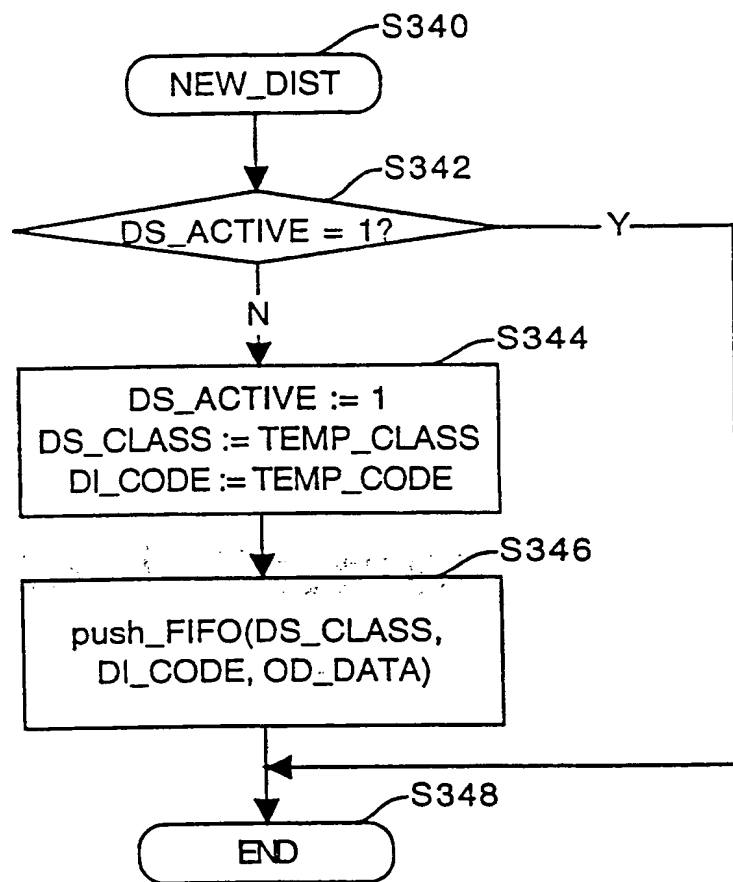 S340
NEW_DIST
S342
DS_ACTIVE = 1?
Y
N
S344
DS_ACTIVE := 1
DS_CLASS := TEMP_CLASS
DI_CODE := TEMP_CODE
S346
push_FIFO(DS_CLASS,
DI_CODE, OD_DATA)
S348
END